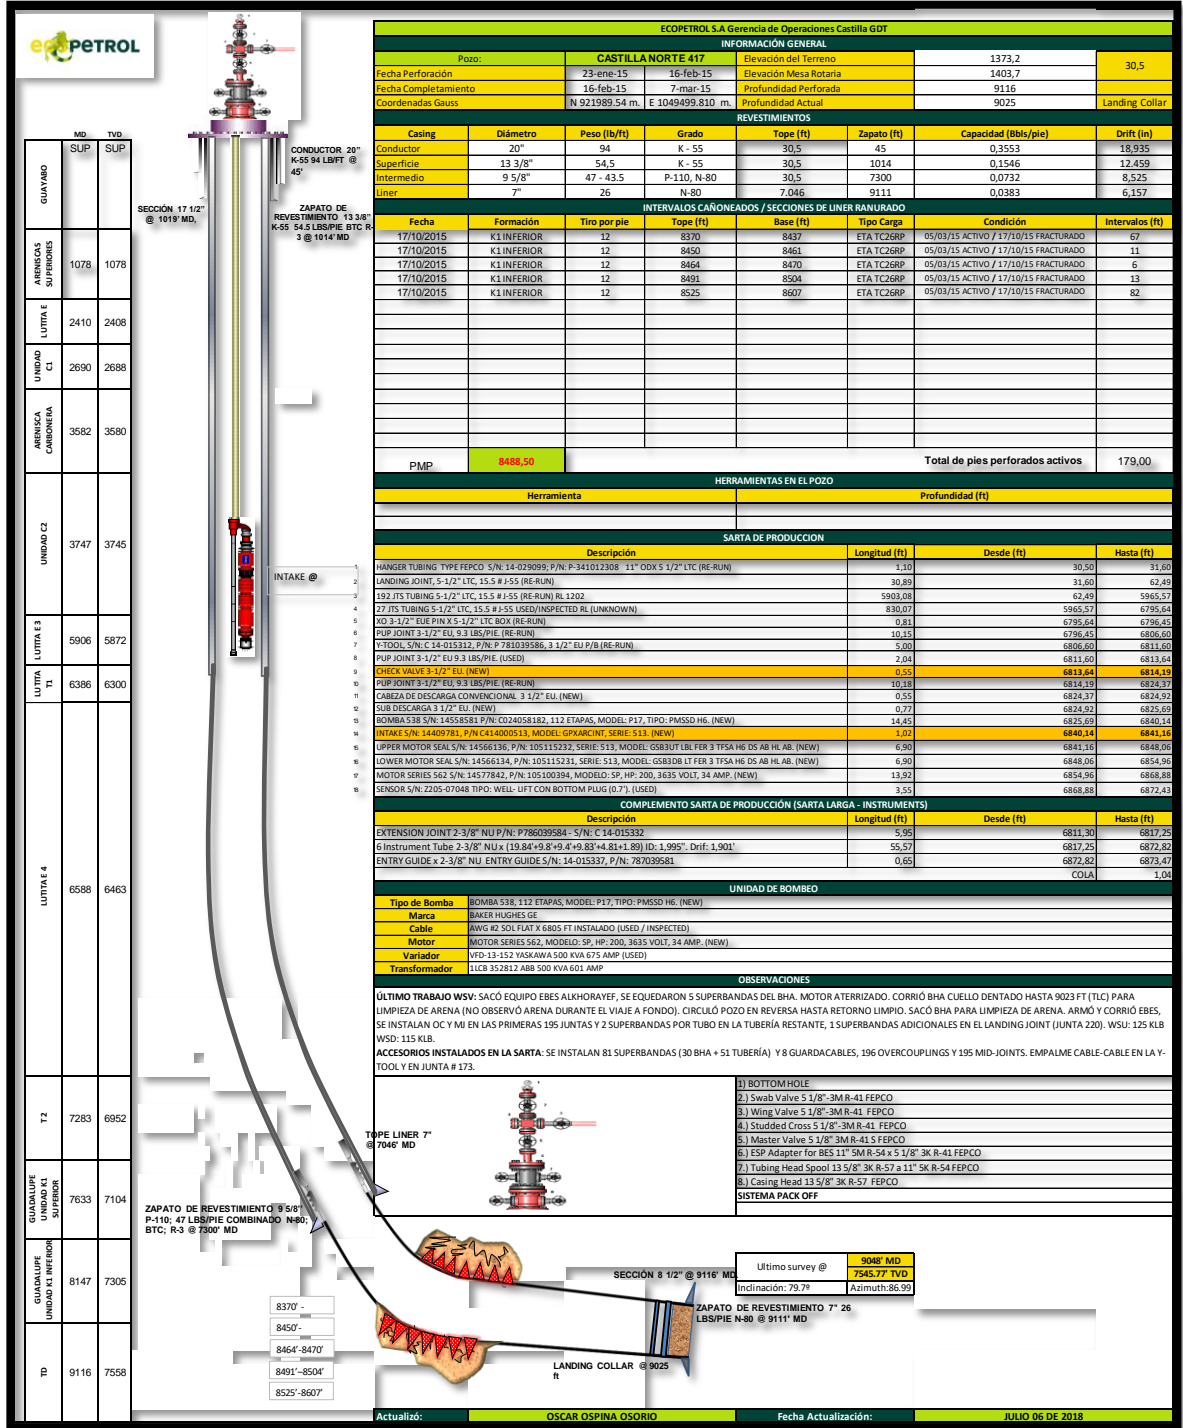 ecoPETROL
ECOPETROL S.A Gerencia de Operaciones Castilla GDT
INFORMACIÓN GENERAL
Pozo: CASTILLA NORTE 417 Elevación del Terreno 1373,2 30,5
Fecha Perforación 23-ene-15 16-feb-15 Elevación Mesa Rotaria 1403,7
Fecha Completamiento 16-feb-15 7-mar-15 Profundidad Perforada 9116
Coordenadas Gauss N 921989.54 m. E 1049499.810 m. Profundidad Actual 9025 Landing Collar
REVESTIMIENTOS
Casing Diámetro Peso (lb/ft) Grado Tope (ft) Zapato (ft) Capacidad (Bbls/pie) Drift (in)
Conductor 20" 94 K - 55 30,5 45 0,3553 18,935
Superficie 13 3/8" 54,5 K - 55 30,5 1014 0,1546 12.459
Intermedio 9 5/8" 47 - 43.5 P-110, N-80 30,5 7300 0,0732 8,525
Liner 7" 26 N-80 7.046 9111 0,0383 6,157
INTERVALOS CAÑONEADOS / SECCIONES DE LINER RANURADO
Fecha Formación Tiro por pie Tope (ft) Base (ft) Tipo Carga Condición Intervalos (ft)
17/10/2015 K1 INFERIOR 12 8370 8437 ETA TC26RP 05/03/15 ACTIVO / 17/10/15 FRACTURADO 67
17/10/2015 K1 INFERIOR 12 8450 8461 ETA TC26RP 05/03/15 ACTIVO / 17/10/15 FRACTURADO 11
17/10/2015 K1 INFERIOR 12 8464 8470 ETA TC26RP 05/03/15 ACTIVO / 17/10/15 FRACTURADO 6
17/10/2015 K1 INFERIOR 12 8491 8504 ETA TC26RP 05/03/15 ACTIVO / 17/10/15 FRACTURADO 13
17/10/2015 K1 INFERIOR 12 8525 8607 ETA TC26RP 05/03/15 ACTIVO / 17/10/15 FRACTURADO 82
PMP 8488,50 Total de pies perforados activos 179,00
HERRAMIENTAS EN EL POZO
Herramienta Profundidad (ft)
SARTA DE PRODUCCION
Descripción Longitud (ft) Desde (ft) Hasta (ft)
1 HANGER TUBING TYPE FEPCO S/N: 14-029099; P/N: P-341012308 11" ODX 5 1/2" LTC (RE-RUN) 1,10 30,50 31,60
2 LANDING JOINT, 5-1/2" LTC, 15.5 # J-55 (RE-RUN) 30,89 31,60 62,49
3 192 JTS TUBING 5-1/2" LTC, 15.5 # J-55 (RE-RUN) RL 1202 5903,08 62,49 5965,57
4 27 JTS TUBING 5-1/2" LTC, 15.5 # J-55 USED/INSPECTED RL (UNKNOWN) 830,07 5965,57 6795,64
5 XO 3-1/2" EUE PIN X 5-1/2" LTC BOX (RE-RUN) 0,81 6795,64 6796,45
6 PUP JOINT 3-1/2" EU, 9.3 LBS/PIE. (RE-RUN) 10,15 6796,45 6806,60
7 Y-TOOL, S/N: C 14-015312, P/N: P 781039586, 3 1/2" EU P/B (RE-RUN) 5,00 6806,60 6811,60
8 PUP JOINT 3-1/2" EU 9.3 LBS/PIE. (USED) 2,04 6811,60 6813,64
9 CHECK VALVE 3-1/2" EU. (NEW) 0,55 6813,64 6814,19
10 PUP JOINT 3-1/2" EU, 9.3 LBS/PIE. (RE-RUN) 10,18 6814,19 6824,37
11 CABEZA DE DESCARGA CONVENCIONAL 3 1/2" EU. (NEW) 0,55 6824,37 6824,92
12 SUB DESCARGA 3 1/2" EU. (NEW) 0,77 6824,92 6825,69
13 BOMBA 538 S/N: 14558581 P/N: C024058182, 112 ETAPAS, MODEL: P17, TIPO: PMSSD H6. (NEW) 14,45 6825,69 6840,14
14 INTAKE S/N: 14409781, P/N C414000513, MODEL: GPXARCINT, SERIE: 513. (NEW) 1,02 6840,14 6841,16
15 UPPER MOTOR SEAL S/N: 14566136, P/N: 105115232, SERIE: 513, MODEL: GSB3UT LBL FER 3 TFSA H6 DS AB HL AB. (NEW) 6,90 6841,16 6848,06
16 LOWER MOTOR SEAL S/N: 14566134, P/N: 105115231, SERIE: 513, MODEL: GSB3DB LT FER 3 TFSA H6 DS AB HL AB. (NEW) 6,90 6848,06 6854,96
17 MOTOR SERIES 562 S/N: 14577842, P/N: 105100394, MODELO: SP, HP: 200, 3635 VOLT, 34 AMP. (NEW) 13,92 6854,96 6868,88
18 SENSOR S/N: Z205-07048 TIPO: WELL- LIFT CON BOTTOM PLUG (0.7'). (USED) 3,55 6868,88 6872,43
COMPLEMENTO SARTA DE PRODUCCIÓN (SARTA LARGA - INSTRUMENTS)
Descripción Longitud (ft) Desde (ft) Hasta (ft)
EXTENSION JOINT 2-3/8" NU P/N: P786039584 - S/N: C 14-015332 5,95 6811,30 6817,25
6 Instrument Tube 2-3/8" NU x (19.84'+9.8'+9.4'+9.83'+4.81+1.89) ID: 1,995". Drif: 1,901' 55,57 6817,25 6872,82
ENTRY GUIDE x 2-3/8" NU ENTRY GUIDE S/N: 14-015337, P/N: 787039581 0,65 6872,82 6873,47
COLA 1,04
UNIDAD DE BOMBEO
Tipo de Bomba BOMBA 538, 112 ETAPAS, MODEL: P17, TIPO: PMSSD H6. (NEW)
Marca BAKER HUGHES GE
Cable AWG #2 SOL FLAT X 6805 FT INSTALADO (USED / INSPECTED)
Motor MOTOR SERIES 562, MODELO: SP, HP: 200, 3635 VOLT, 34 AMP. (NEW)
Variador VFD-13-152 YASKAWA 500 KVA 675 AMP (USED)
Transformador 1LCB 352812 ABB 500 KVA 601 AMP
OBSERVACIONES
ÚLTIMO TRABAJO WSV: SACÓ EQUIPO EBES ALKHORAYEF, SE EQUEDARON 5 SUPERBANDAS DEL BHA. MOTOR ATERRIZADO. CORRIÓ BHA CUELLO DENTADO HASTA 9023 FT (TLC) PARA
LIMPIEZA DE ARENA (NO OBSERVÓ ARENA DURANTE EL VIAJE A FONDO). CIRCULÓ POZO EN REVERSA HASTA RETORNO LIMPIO. SACÓ BHA PARA LIMPIEZA DE ARENA. ARMÓ Y CORRIÓ EBES,
SE INSTALAN OC Y MJ EN LAS PRIMERAS 195 JUNTAS Y 2 SUPERBANDAS POR TUBO EN LA TUBERÍA RESTANTE, 1 SUPERBANDAS ADICIONALES EN EL LANDING JOINT (JUNTA 220). WSU: 125 KLB
WSD: 115 KLB.
ACCESORIOS INSTALADOS EN LA SARTA: SE INSTALAN 81 SUPERBANDAS (30 BHA + 51 TUBERÍA) Y 8 GUARDACABLES, 196 OVERCOUPLINGS Y 195 MID-JOINTS. EMPALME CABLE-CABLE EN LA Y-
TOOL Y EN JUNTA # 173.
1) BOTTOM HOLE
2.) Swab Valve 5 1/8"-3M R-41 FEPCO
3.) Wing Valve 5 1/8"-3M R-41 FEPCO
4.) Studded Cross 5 1/8"-3M R-41 FEPCO
5.) Master Valve 5 1/8" 3M R-41 S FEPCO
6.) ESP Adapter for BES 11" 5M R-54 x 5 1/8" 3K R-41 FEPCO
7.) Tubing Head Spool 13 5/8" 3K R-57 a 11" 5K R-54 FEPCO
8.) Casing Head 13 5/8" 3K R-57 FEPCO
SISTEMA PACK OFF
Ultimo survey @ 9048' MD
7545.77' TVD
Inclinación: 79.7º Azimuth:86.99
MD TVD
GUAYABO SUP SUP
ARENISCAS SUPERIORES 1078 1078
LUTITA E 2410 2408
UNIDAD C1 2690 2688
ARENISCA CARBONERA 3582 3580
UNIDAD C2 3747 3745
LUTITA E 3 5906 5872
LUTITA T1 6386 6300
LUTITA E 4 6588 6463
T 2 7283 6952
GUADALUPE UNIDAD K1 SUPERIOR 7633 7104
GUADALUPE UNIDAD K1 INFERIOR 8147 7305
TD 9116 7558
CONDUCTOR 20"
K-55 94 LB/FT @
45'
SECCIÓN 17 1/2"
@ 1019' MD,
ZAPATO DE
REVESTIMIENTO 13 3/8"
K-55 54.5 LBS/PIE BTC R-
3 @ 1014' MD
INTAKE @
TOPE LINER 7"
@ 7046' MD
ZAPATO DE REVESTIMIENTO 9 5/8"
P-110; 47 LBS/PIE COMBINADO N-80;
BTC; R-3 @ 7300' MD
SECCIÓN 8 1/2" @ 9116' MD
ZAPATO DE REVESTIMIENTO 7" 26
LBS/PIE N-80 @ 9111' MD
LANDING COLLAR @ 9025
ft
8370' -
8450'-
8464'-8470'
8491'–8504'
8525'-8607'
Actualizó: OSCAR OSPINA OSORIO Fecha Actualización: JULIO 06 DE 2018